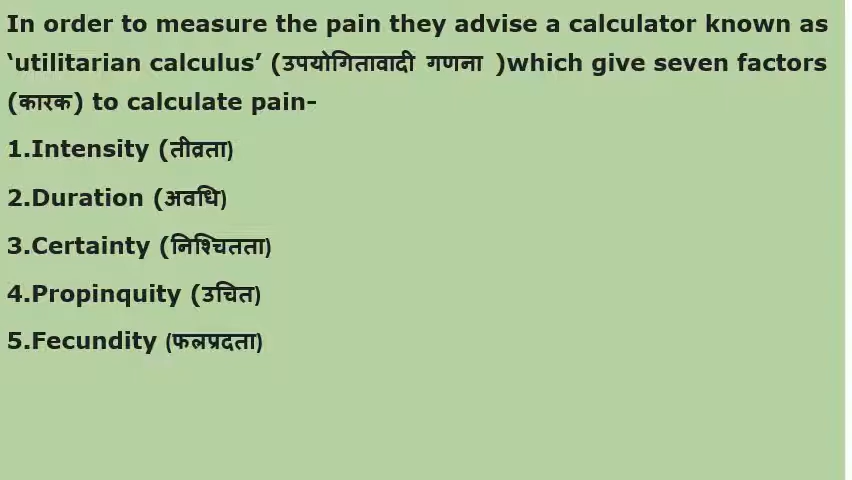 In order to measure the pain they advise a calculator known as
‘utilitarian calculus’ (उपयोगितावादी गणना )which give seven factors
(कारक) to calculate pain-
1.Intensity (तीव्रता)
2.Duration (अवधि)
3.Certainty (निश्चितता)
4.Propinquity (उचित)
5.Fecundity (फलप्रदता)